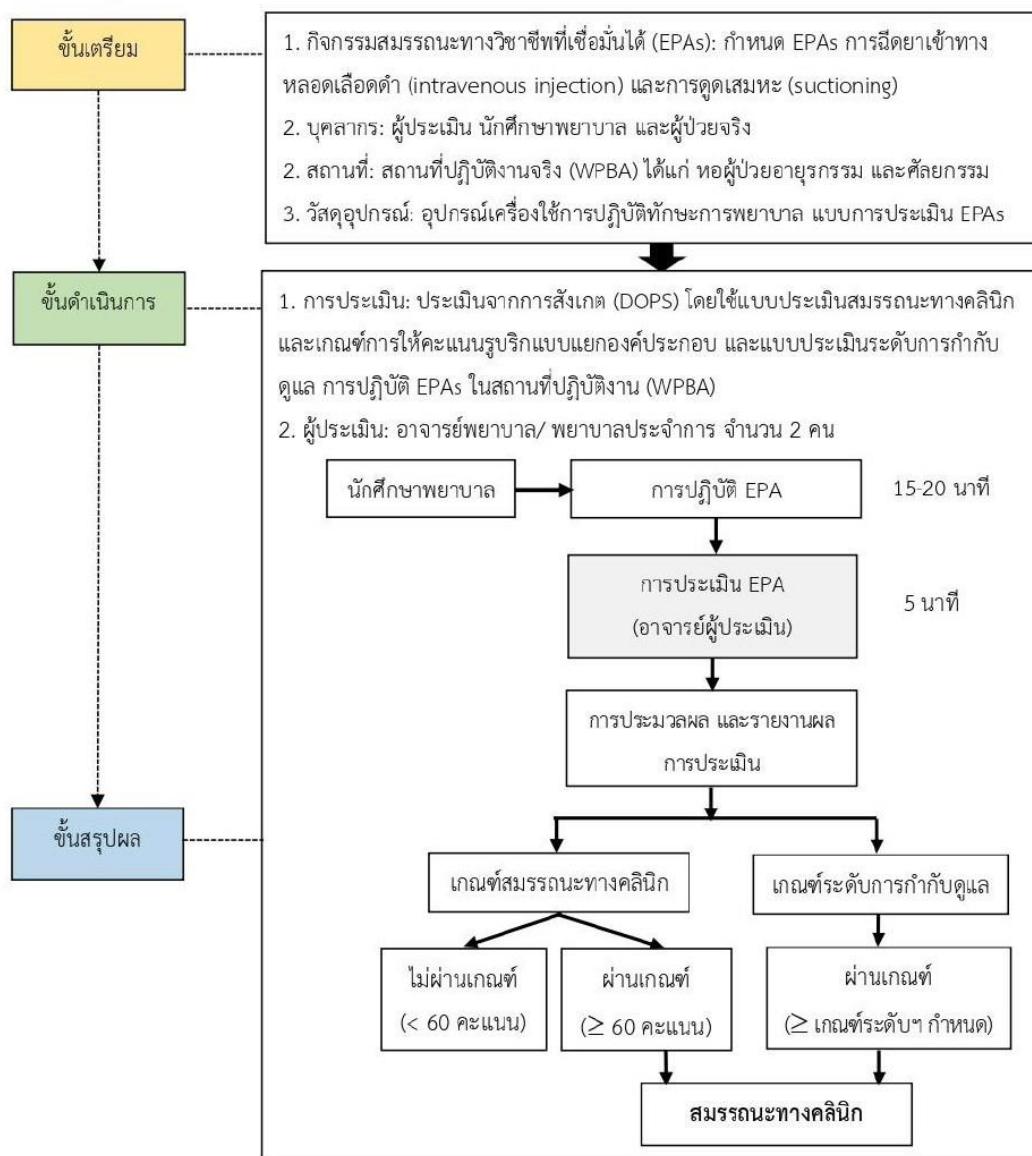 ขั้นเตรียม
1. กิจกรรมสมรรถนะทางวิชาชีพที่เชื่อมั่นได้ (EPAs): กำหนด EPAs การฉีดยาเข้าทาง
หลอดเลือดดำ (intravenous injection) และการดูดเสมหะ (suctioning)
2. บุคลากร: ผู้ประเมิน นักศึกษาพยาบาล และผู้ป่วยจริง
2. สถานที่: สถานที่ปฏิบัติงานจริง (WPBA) ได้แก่ หอผู้ป่วยอายุรกรรม และศัลยกรรม
3. วัสดุอุปกรณ์: อุปกรณ์เครื่องใช้การปฏิบัติทักษะการพยาบาล แบบการประเมิน EPAs
ขั้นดำเนินการ
1. การประเมิน: ประเมินจากการสังเกต (DOPS) โดยใช้แบบประเมินสมรรถนะทางคลินิก
และเกณฑ์การให้คะแนนรูบริกแบบแยกองค์ประกอบ และแบบประเมินระดับการกำกับ
ดูแล การปฏิบัติ EPAs ในสถานที่ปฏิบัติงาน (WPBA)
2. ผู้ประเมิน: อาจารย์พยาบาล/ พยาบาลประจำการ จำนวน 2 คน
นักศึกษาพยาบาล
การปฏิบัติ EPA
15-20 นาที
การประเมิน EPA
(อาจารย์ผู้ประเมิน)
5 นาที
การประมวลผล และรายงานผล
การประเมิน
ขั้นสรุปผล
เกณฑ์สมรรถนะทางคลินิก
เกณฑ์ระดับการกำกับดูแล
ไม่ผ่านเกณฑ์
(< 60 คะแนน)
ผ่านเกณฑ์
(≥ 60 คะแนน)
ผ่านเกณฑ์
(≥ เกณฑ์ระดับฯ กำหนด)
สมรรถนะทางคลินิก